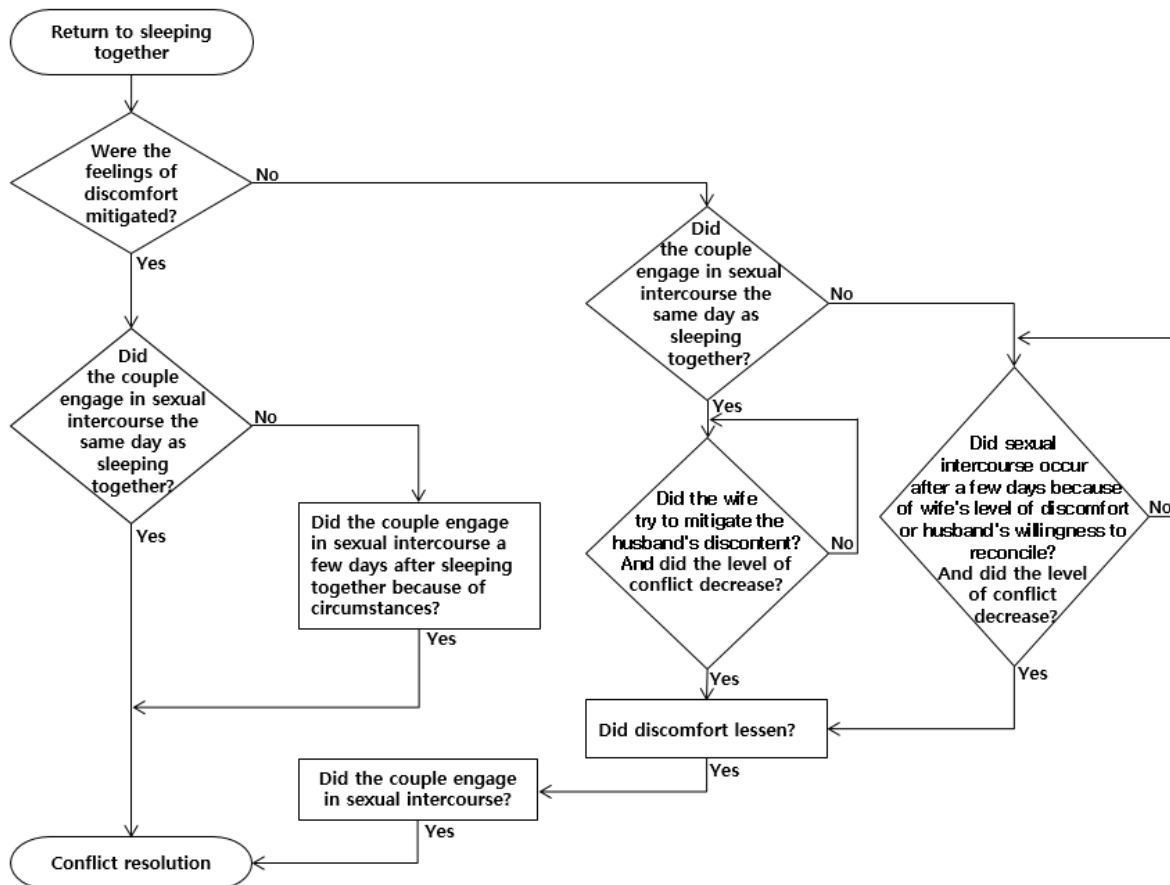 Return to sleeping
together
Were the
feelings of
discomfort
mitigated?
No
Yes
Did
the couple
engage in sexual
intercourse the
same day as
sleeping
together?
No
Yes
Did
the couple
engage in sexual
intercourse the
same day as
sleeping
together?
No
Yes
Did the couple engage
in sexual intercourse a
few days after sleeping
together because of
circumstances?
Yes
Did the wife
try to mitigate the
husband's discontent?
And did the level of
conflict decrease?
No
Yes
Did sexual
intercourse occur
after a few days because
of wife's level of discomfort
or husband's willingness to
reconcile?
And did the level
of conflict
decrease?
No
Yes
Did discomfort lessen?
Yes
Did the couple engage
in sexual intercourse?
Yes
Conflict resolution